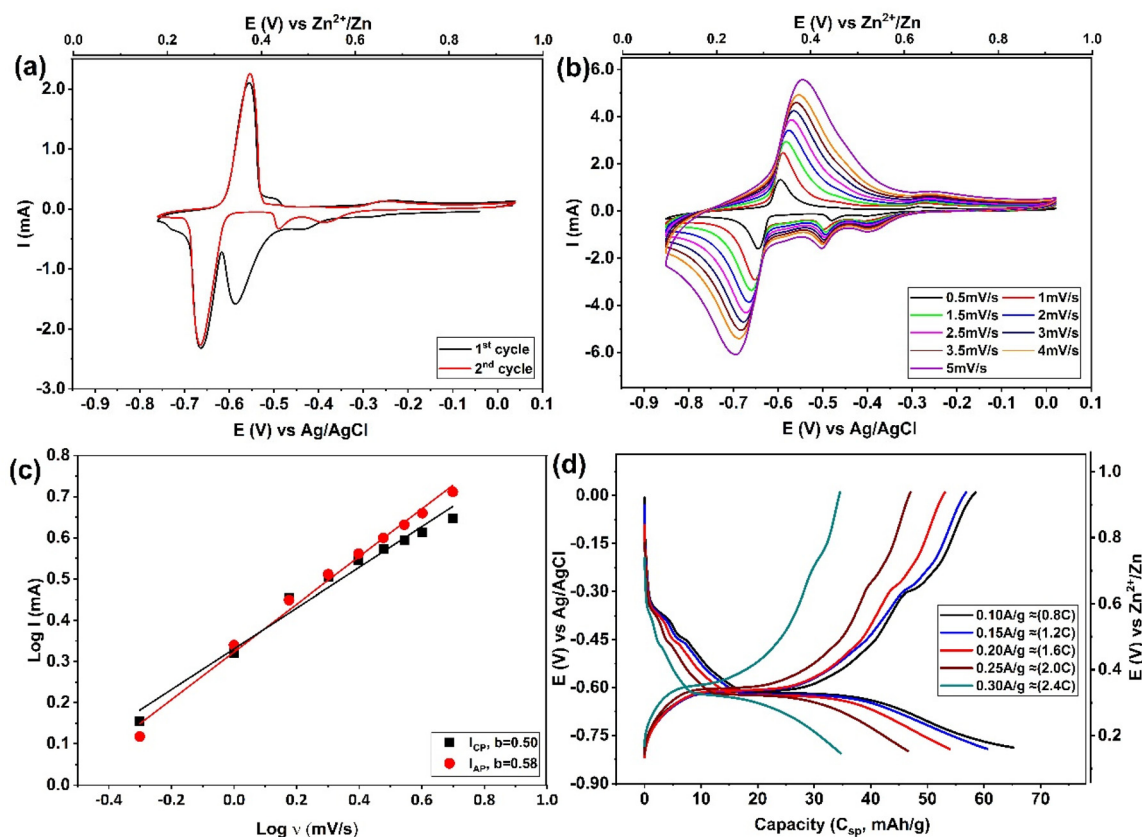 E (V) vs Zn²⁺/Zn
0.0 0.2 0.4 0.6 0.8 1.0
(a)
2.0
1.0
0.0
-1.0
-2.0
-3.0
I (mA)
1ˢᵗ cycle
2ⁿᵈ cycle
-0.9 -0.8 -0.7 -0.6 -0.5 -0.4 -0.3 -0.2 -0.1 0.0 0.1
E (V) vs Ag/AgCl
E (V) vs Zn²⁺/Zn
0.0 0.2 0.4 0.6 0.8 1.0
(b)
6.0
4.0
2.0
0.0
-2.0
-4.0
-6.0
I (mA)
0.5mV/s 1mV/s
1.5mV/s 2mV/s
2.5mV/s 3mV/s
3.5mV/s 4mV/s
5mV/s
-0.9 -0.8 -0.7 -0.6 -0.5 -0.4 -0.3 -0.2 -0.1 0.0 0.1
E (V) vs Ag/AgCl
(c)
0.8
0.7
0.6
0.5
0.4
0.3
0.2
0.1
0.0
Log I (mA)
I_CP, b=0.50
I_AP, b=0.58
-0.4 -0.2 0.0 0.2 0.4 0.6 0.8 1.0
Log ν (mV/s)
(d)
0.00
-0.15
-0.30
-0.45
-0.60
-0.75
-0.90
E (V) vs Ag/AgCl
0.10A/g ≈(0.8C)
0.15A/g ≈(1.2C)
0.20A/g ≈(1.6C)
0.25A/g ≈(2.0C)
0.30A/g ≈(2.4C)
1.0
0.8
0.6
0.4
0.2
E (V) vs Zn²⁺/Zn
0 10 20 30 40 50 60 70
Capacity (C_sp, mAh/g)